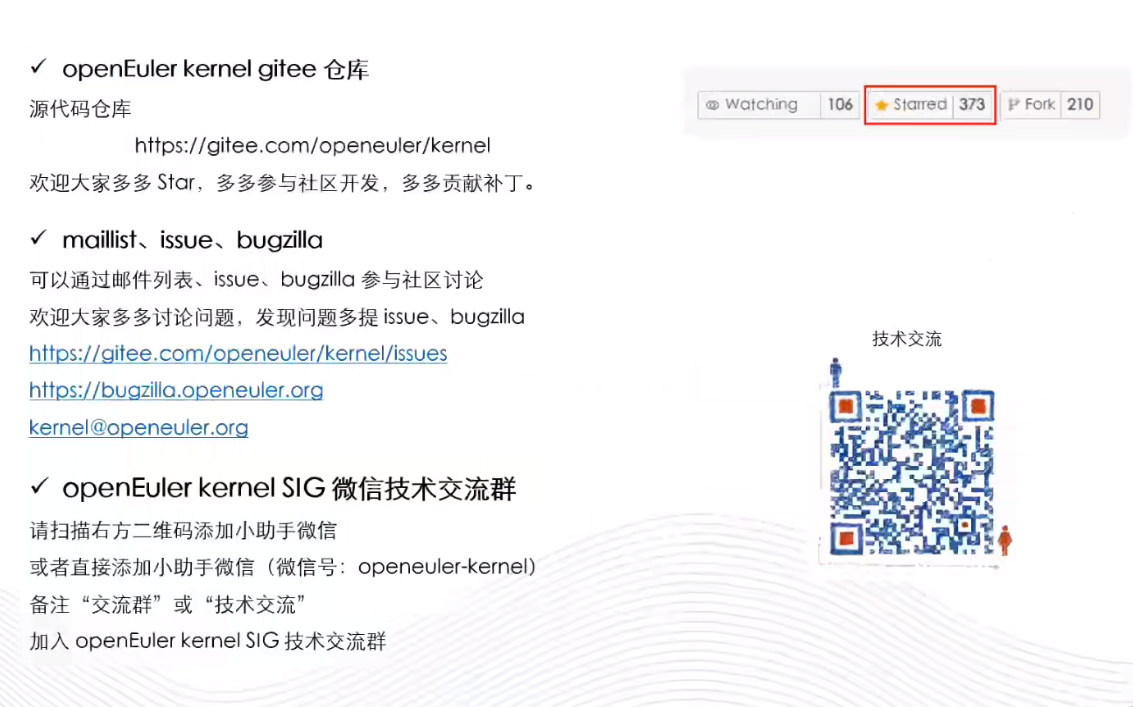 ✓ openEuler kernel gitee 仓库
源代码仓库
https://gitee.com/openeuler/kernel
欢迎大家多多 Star，多多参与社区开发，多多贡献补丁。
Watching 106 Starred 373 Fork 210
✓ maillist、issue、bugzilla
可以通过邮件列表、issue、bugzilla 参与社区讨论
欢迎大家多多讨论问题，发现问题多提 issue、bugzilla
https://gitee.com/openeuler/kernel/issues
https://bugzilla.openeuler.org
kernel@openeuler.org
✓ openEuler kernel SIG 微信技术交流群
请扫描右方二维码添加小助手微信
或者直接添加小助手微信（微信号：openeuler-kernel）
备注“交流群”或“技术交流”
加入 openEuler kernel SIG 技术交流群
技术交流